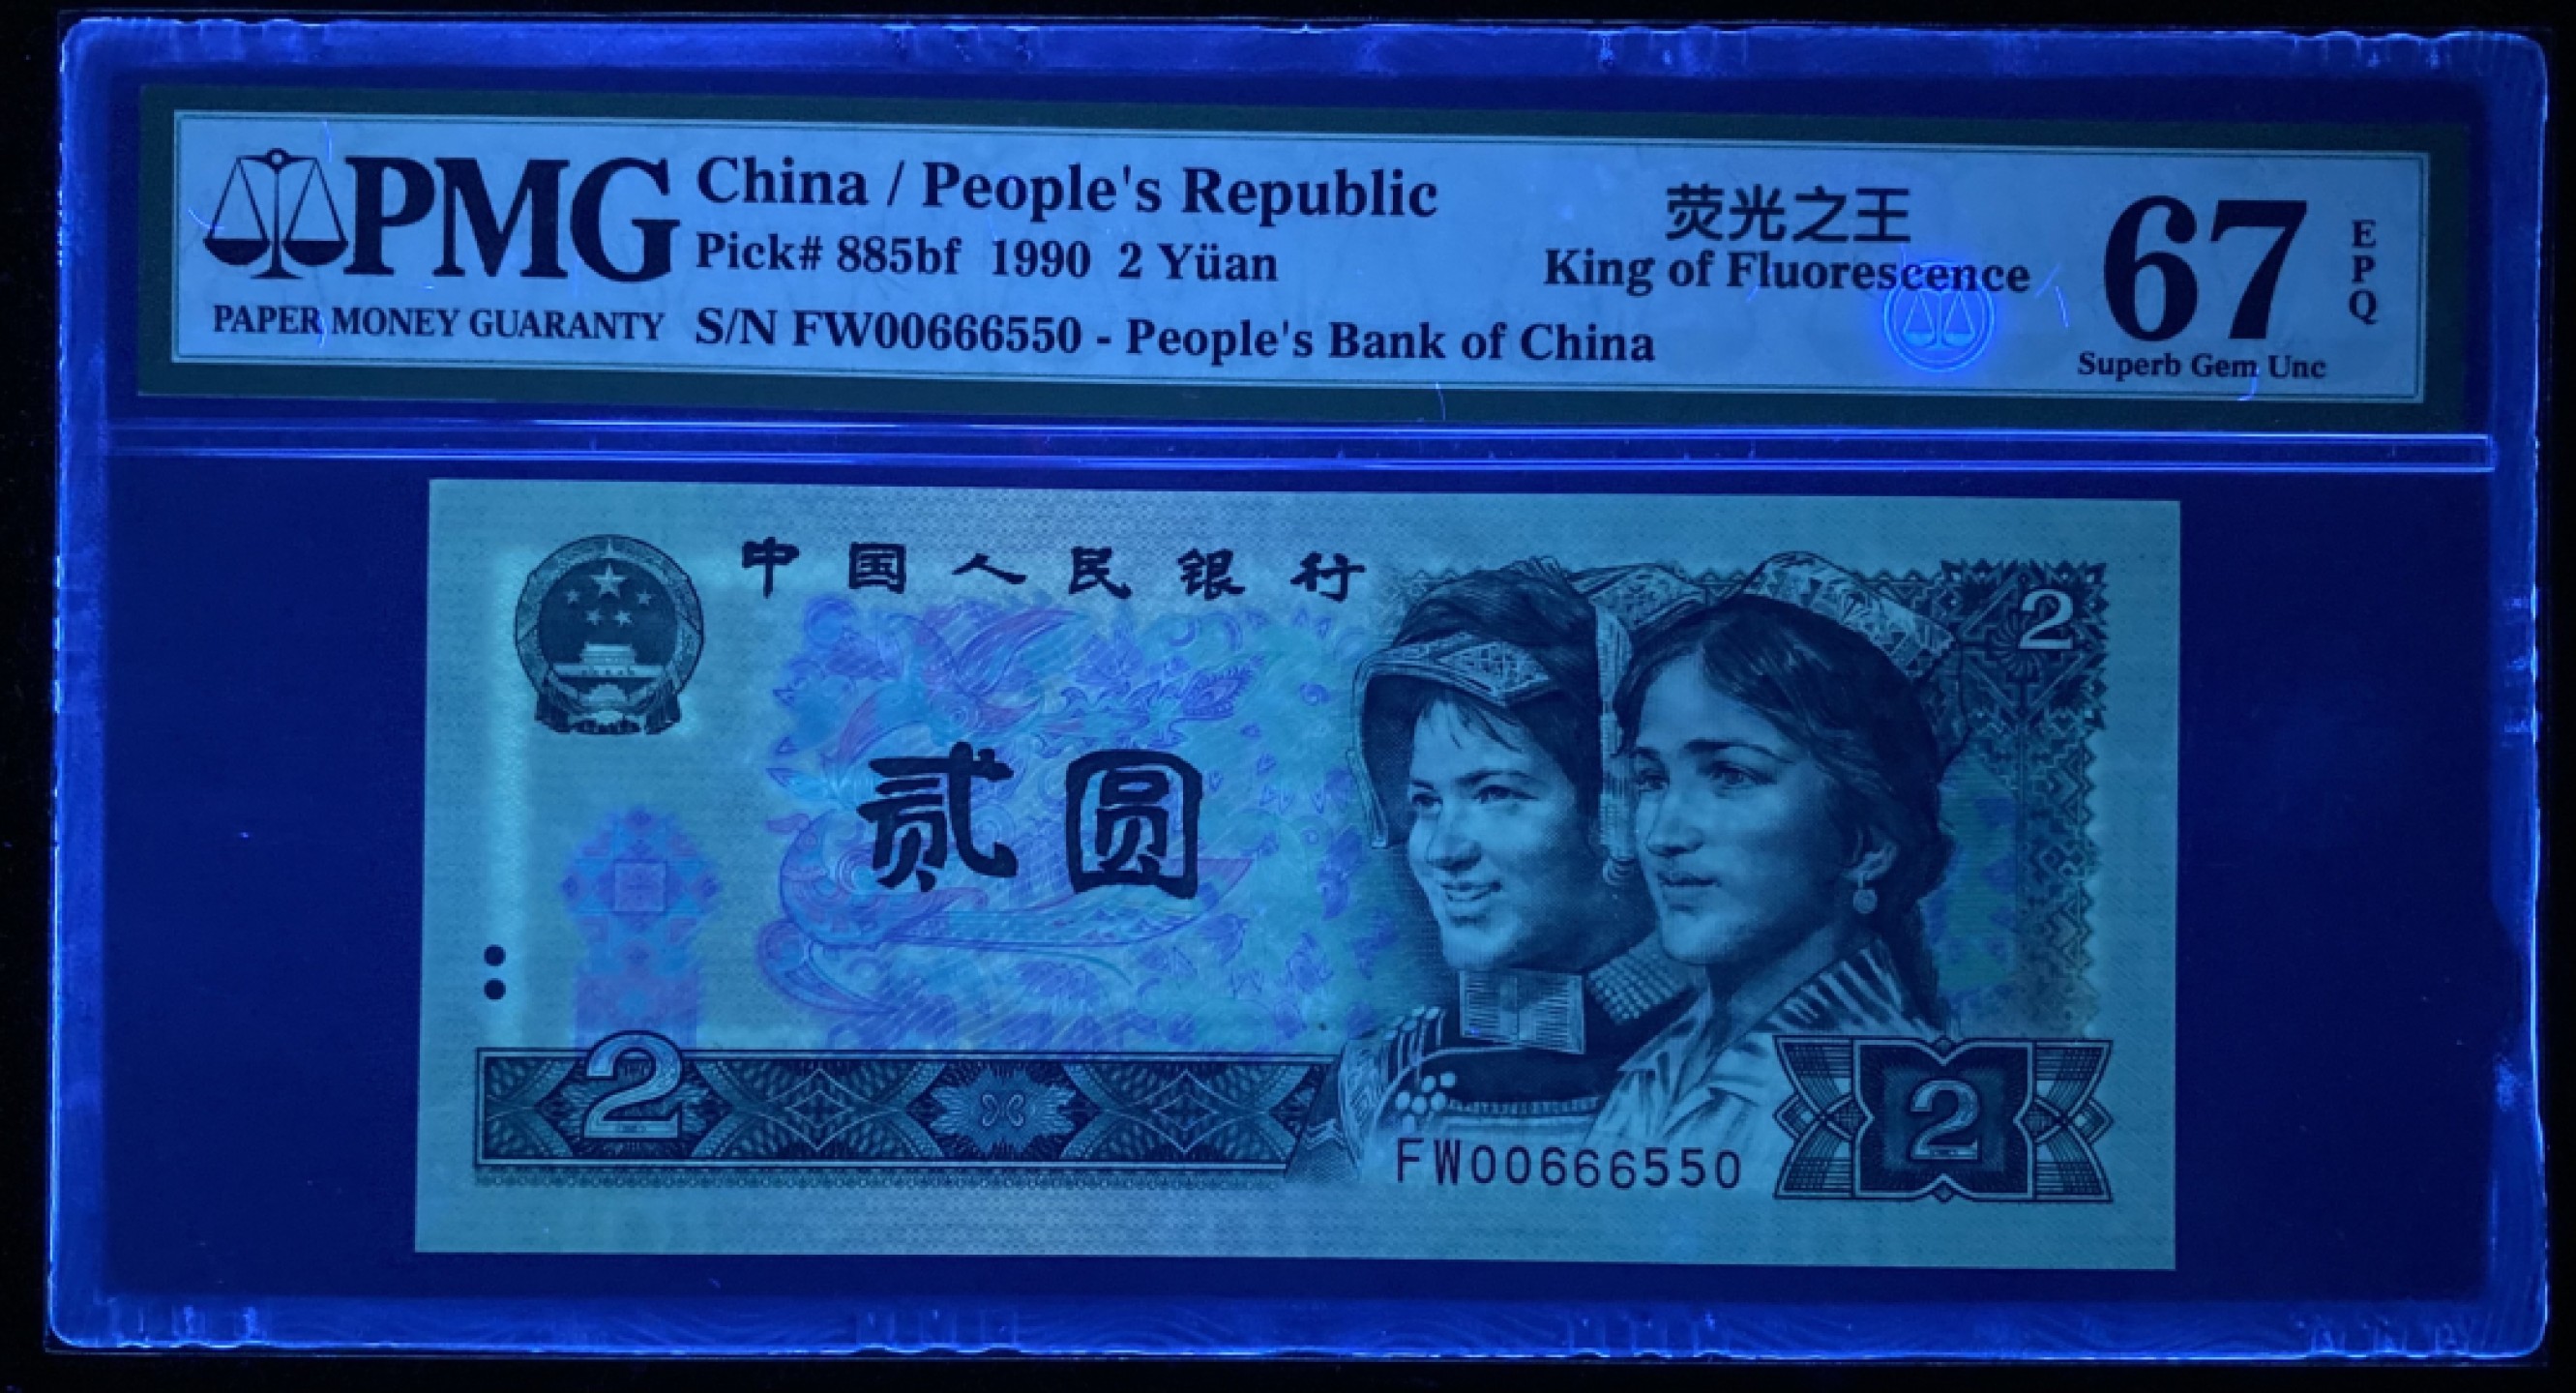 PMG
PAPER MONEY GUARANTY
China / People's Republic
Pick# 885bf 1990 2 Yüan
S/N FW00666550 - People's Bank of China
荧光之王
King of Fluorescence
67
EPQ
Superb Gem Unc
中国人民银行
2
贰圆
2
FW00666550
2